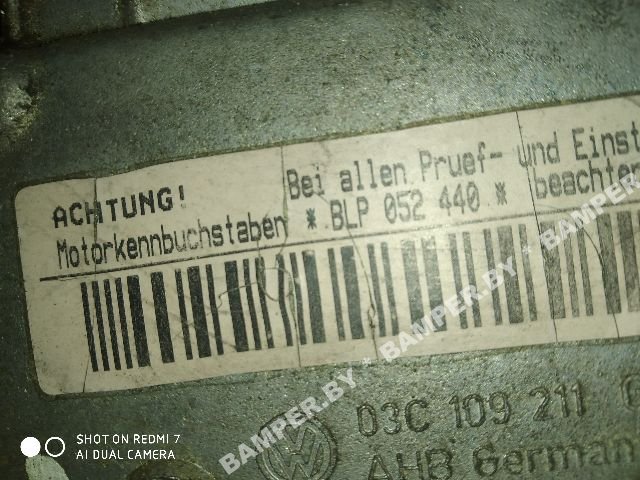 ACHTUNG! Bei allen Pruef- und Einst
Motorkennbuchstaben * BLP 052 440 * beachten
BAMPER.BY * BAMPER.BY * BAMPER.BY
03C 109 211
AHB German
SHOT ON REDMI 7
AI DUAL CAMERA